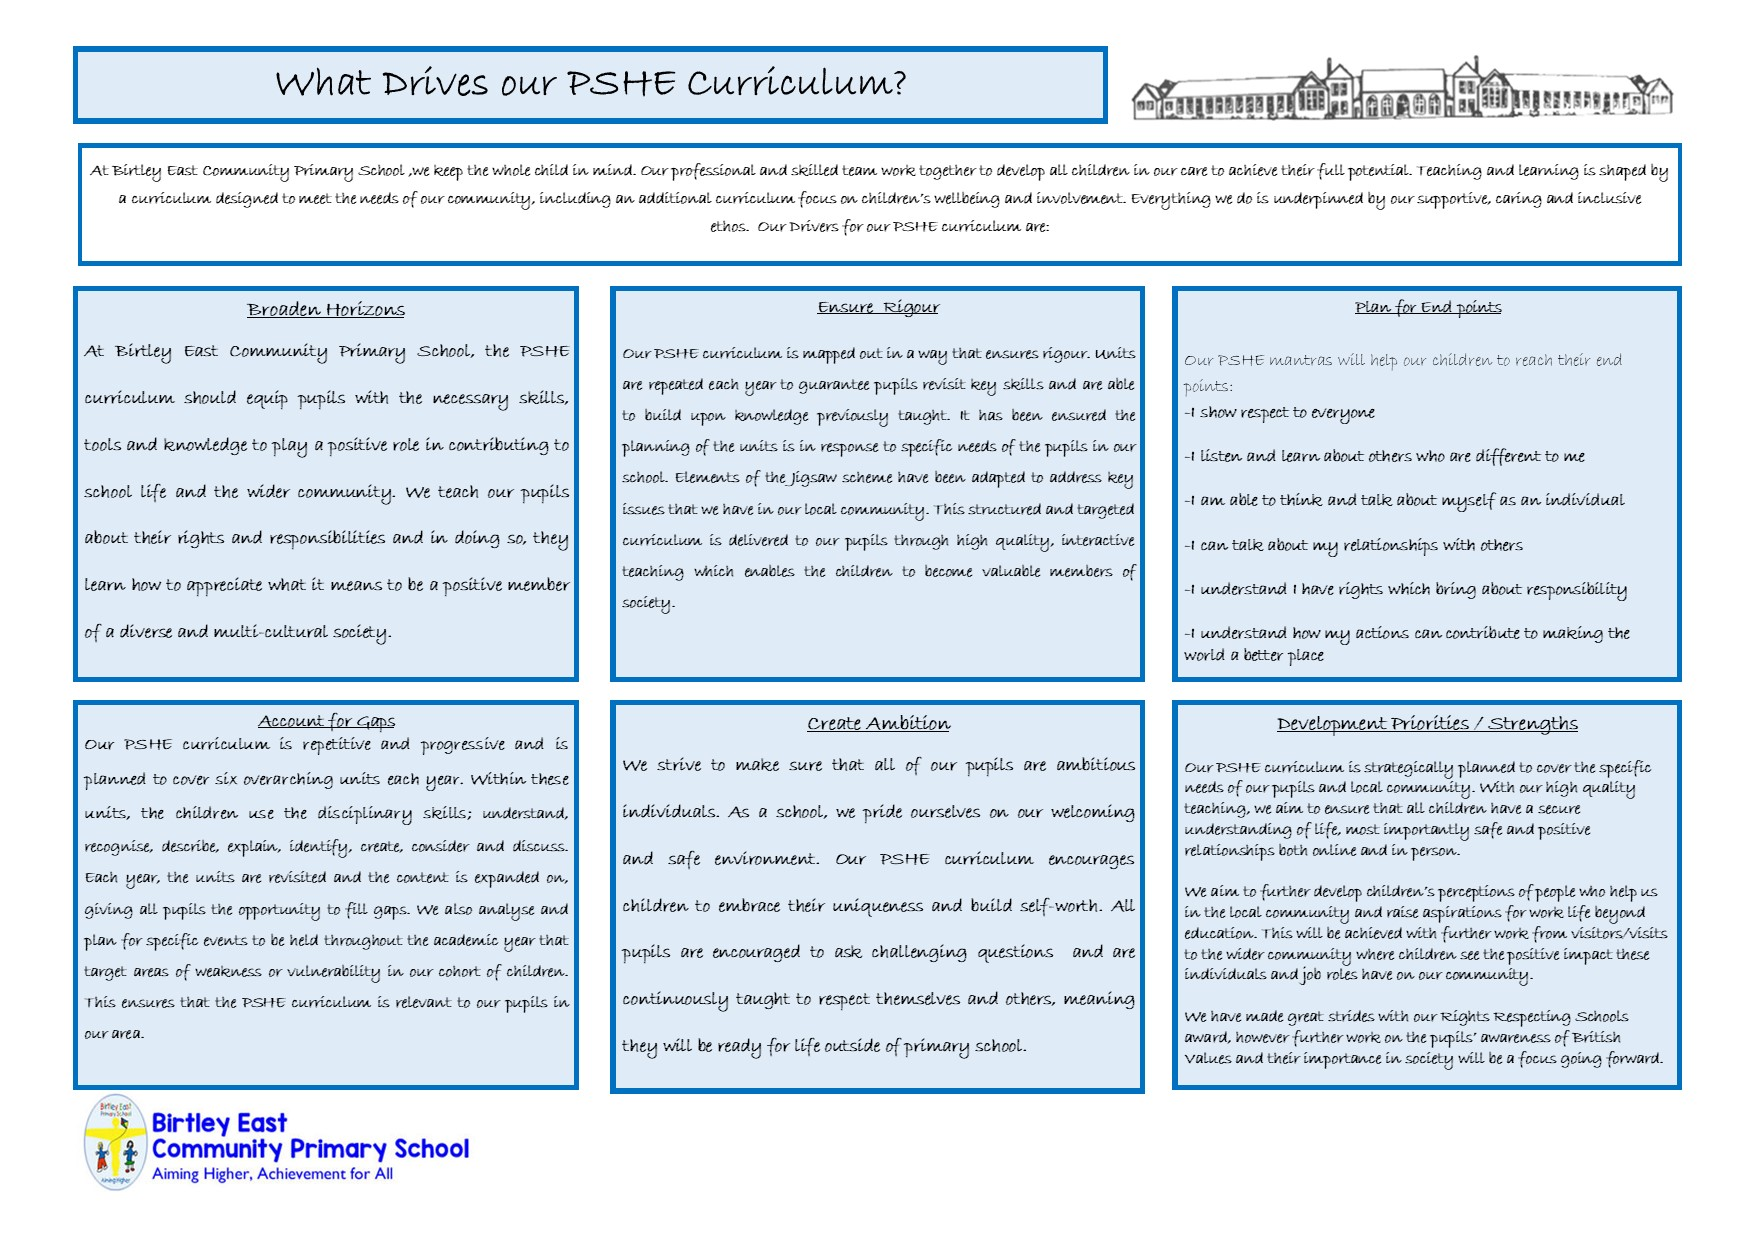 What Drives our PSHE Curriculum?
At Birtley East Community Primary School ,we keep the whole child in mind. Our professional and skilled team work together to develop all children in our care to achieve their full potential. Teaching and learning is shaped by
a curriculum designed to meet the needs of our community, including an additional curriculum focus on children's wellbeing and involvement. Everything we do is underpinned by our supportive, caring and inclusive
ethos. Our Drivers for our PSHE curriculum are:
Broaden Horizons
At Birtley East Community Primary School, the PSHE
curriculum should equip pupils with the necessary skills,
tools and knowledge to play a positive role in contributing to
school life and the wider community. We teach our pupils
about their rights and responsibilities and in doing so, they
learn how to appreciate what it means to be a positive member
of a diverse and multi-cultural society.
Ensure Rigour
Our PSHE curriculum is mapped out in a way that ensures rigour. Units
are repeated each year to guarantee pupils revisit key skills and are able
to build upon knowledge previously taught. It has been ensured the
planning of the units is in response to specific needs of the pupils in our
school. Elements of the Jigsaw scheme have been adapted to address key
issues that we have in our local community. This structured and targeted
curriculum is delivered to our pupils through high quality, interactive
teaching which enables the children to become valuable members of
society.
Plan for End points
Our PSHE mantras will help our children to reach their end
points:
-I show respect to everyone
-I listen and learn about others who are different to me
-I am able to think and talk about myself as an individual
-I can talk about my relationships with others
-I understand I have rights which bring about responsibility
-I understand how my actions can contribute to making the
world a better place
Account for Gaps
Our PSHE curriculum is repetitive and progressive and is
planned to cover six overarching units each year. Within these
units, the children use the disciplinary skills; understand,
recognise, describe, explain, identify, create, consider and discuss.
Each year, the units are revisited and the content is expanded on,
giving all pupils the opportunity to fill gaps. We also analyse and
plan for specific events to be held throughout the academic year that
target areas of weakness or vulnerability in our cohort of children.
This ensures that the PSHE curriculum is relevant to our pupils in
our area.
Create Ambition
We strive to make sure that all of our pupils are ambitious
individuals. As a school, we pride ourselves on our welcoming
and safe environment. Our PSHE curriculum encourages
children to embrace their uniqueness and build self-worth. All
pupils are encouraged to ask challenging questions and are
continuously taught to respect themselves and others, meaning
they will be ready for life outside of primary school.
Development Priorities / Strengths
Our PSHE curriculum is strategically planned to cover the specific
needs of our pupils and local community. With our high quality
teaching, we aim to ensure that all children have a secure
understanding of life, most importantly safe and positive
relationships both online and in person.
We aim to further develop children's perceptions of people who help us
in the local community and raise aspirations for work life beyond
education. This will be achieved with further work from visitors/visits
to the wider community where children see the positive impact these
individuals and job roles have on our community.
We have made great strides with our Rights Respecting Schools
award, however further work on the pupils' awareness of British
Values and their importance in society will be a focus going forward.
Birtley East
Primary School
Aiming Higher
Birtley East
Community Primary School
Aiming Higher, Achievement for All